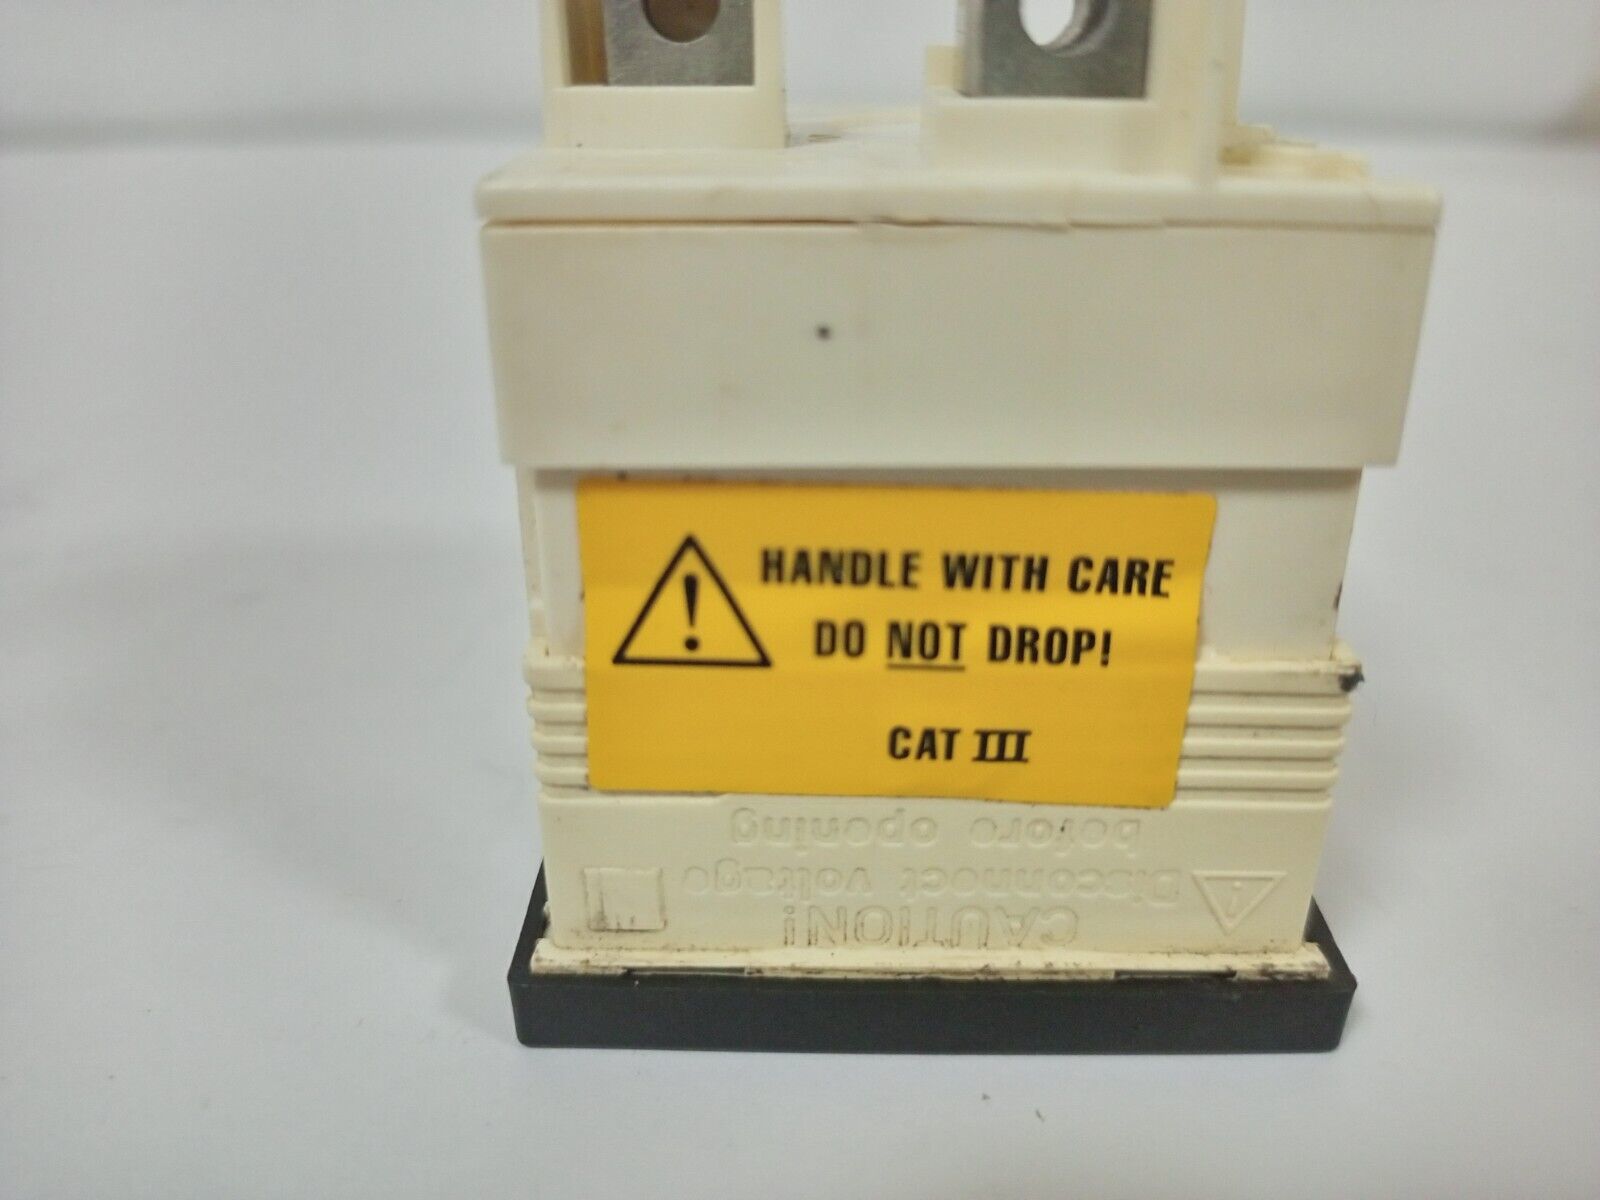 HANDLE WITH CARE
DO NOT DROP!
CAT III
CAUTION!
Disconnect voltage
before opening